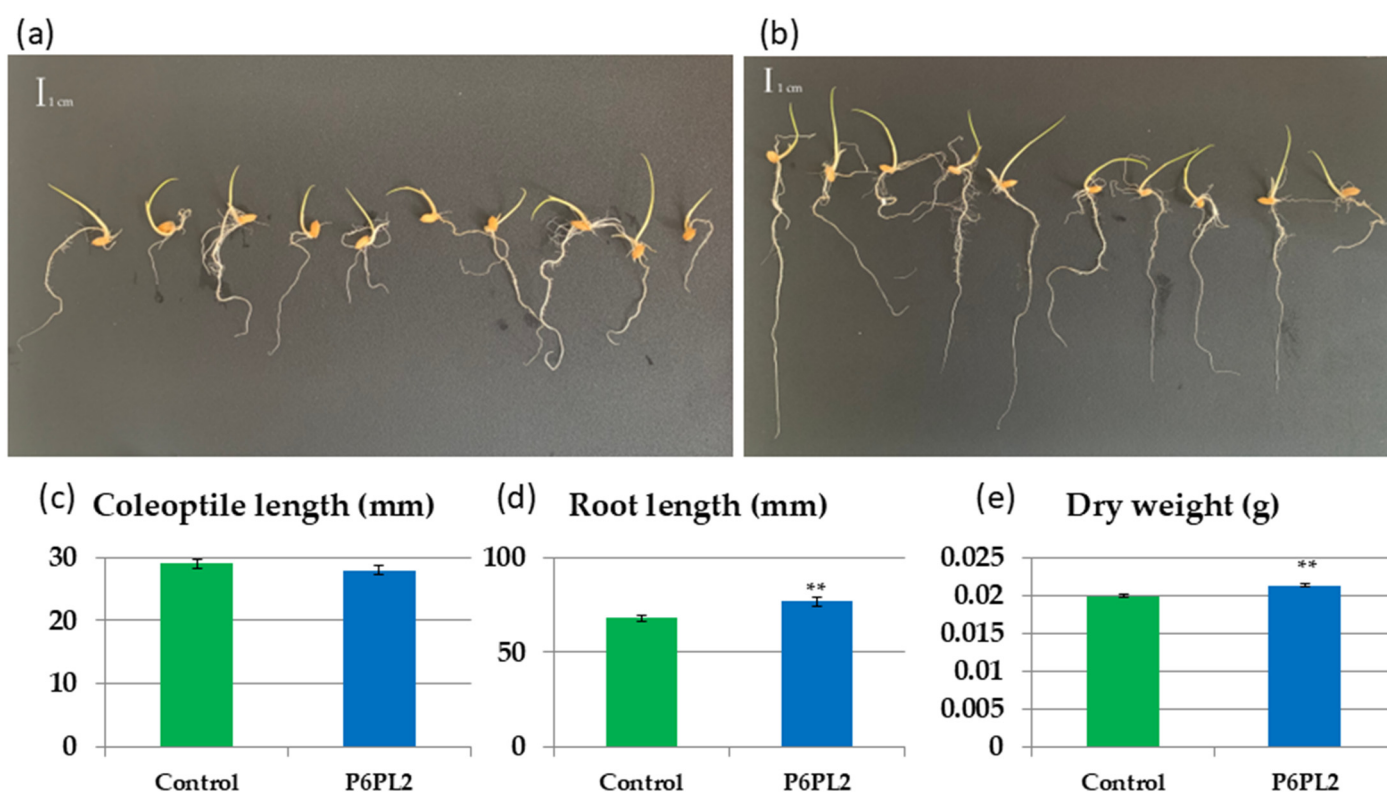 (a)
(b)
1 cm
1 cm
(c) Coleoptile length (mm)
30
20
10
0
Control P6PL2
(d) Root length (mm)
100
**
50
0
Control P6PL2
(e) Dry weight (g)
0.025
**
0.02
0.015
0.01
0.005
0
Control P6PL2